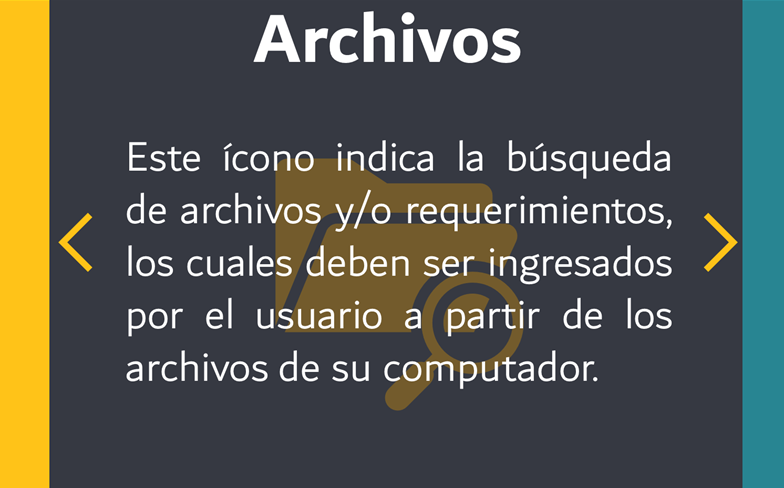 Archivos
Este ícono indica la búsqueda
de archivos y/o requerimientos,
los cuales deben ser ingresados
por el usuario a partir de los
archivos de su computador.